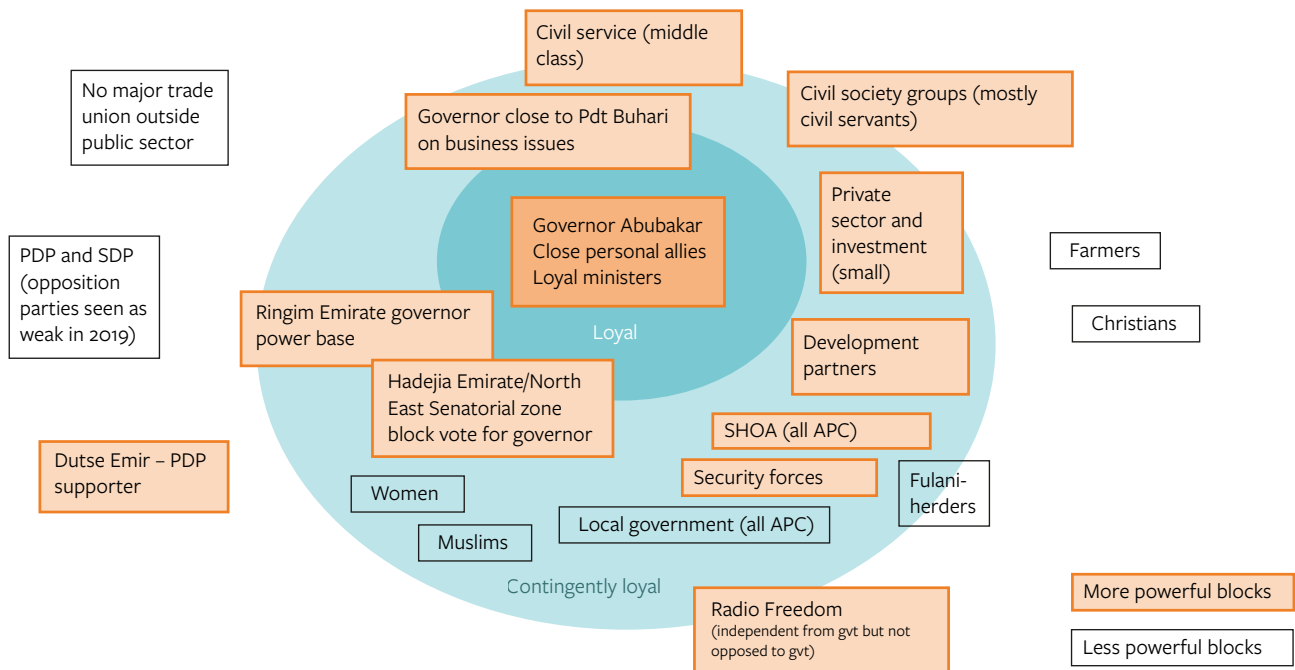 Civil service (middle
class)
No major trade
union outside
public sector
Governor close to Pdt Buhari
on business issues
Civil society groups (mostly
civil servants)
Private
sector and
investment
(small)
Governor Abubakar
Close personal allies
Loyal ministers
PDP and SDP
(opposition
parties seen as
weak in 2019)
Farmers
Ringim Emirate governor
power base
Loyal
Christians
Development
partners
Hadejia Emirate/North
East Senatorial zone
block vote for governor
SHOA (all APC)
Dutse Emir – PDP
supporter
Security forces
Fulani-
herders
Women
Local government (all APC)
Muslims
Contingently loyal
Radio Freedom
(independent from gvt but not
opposed to gvt)
More powerful blocks
Less powerful blocks